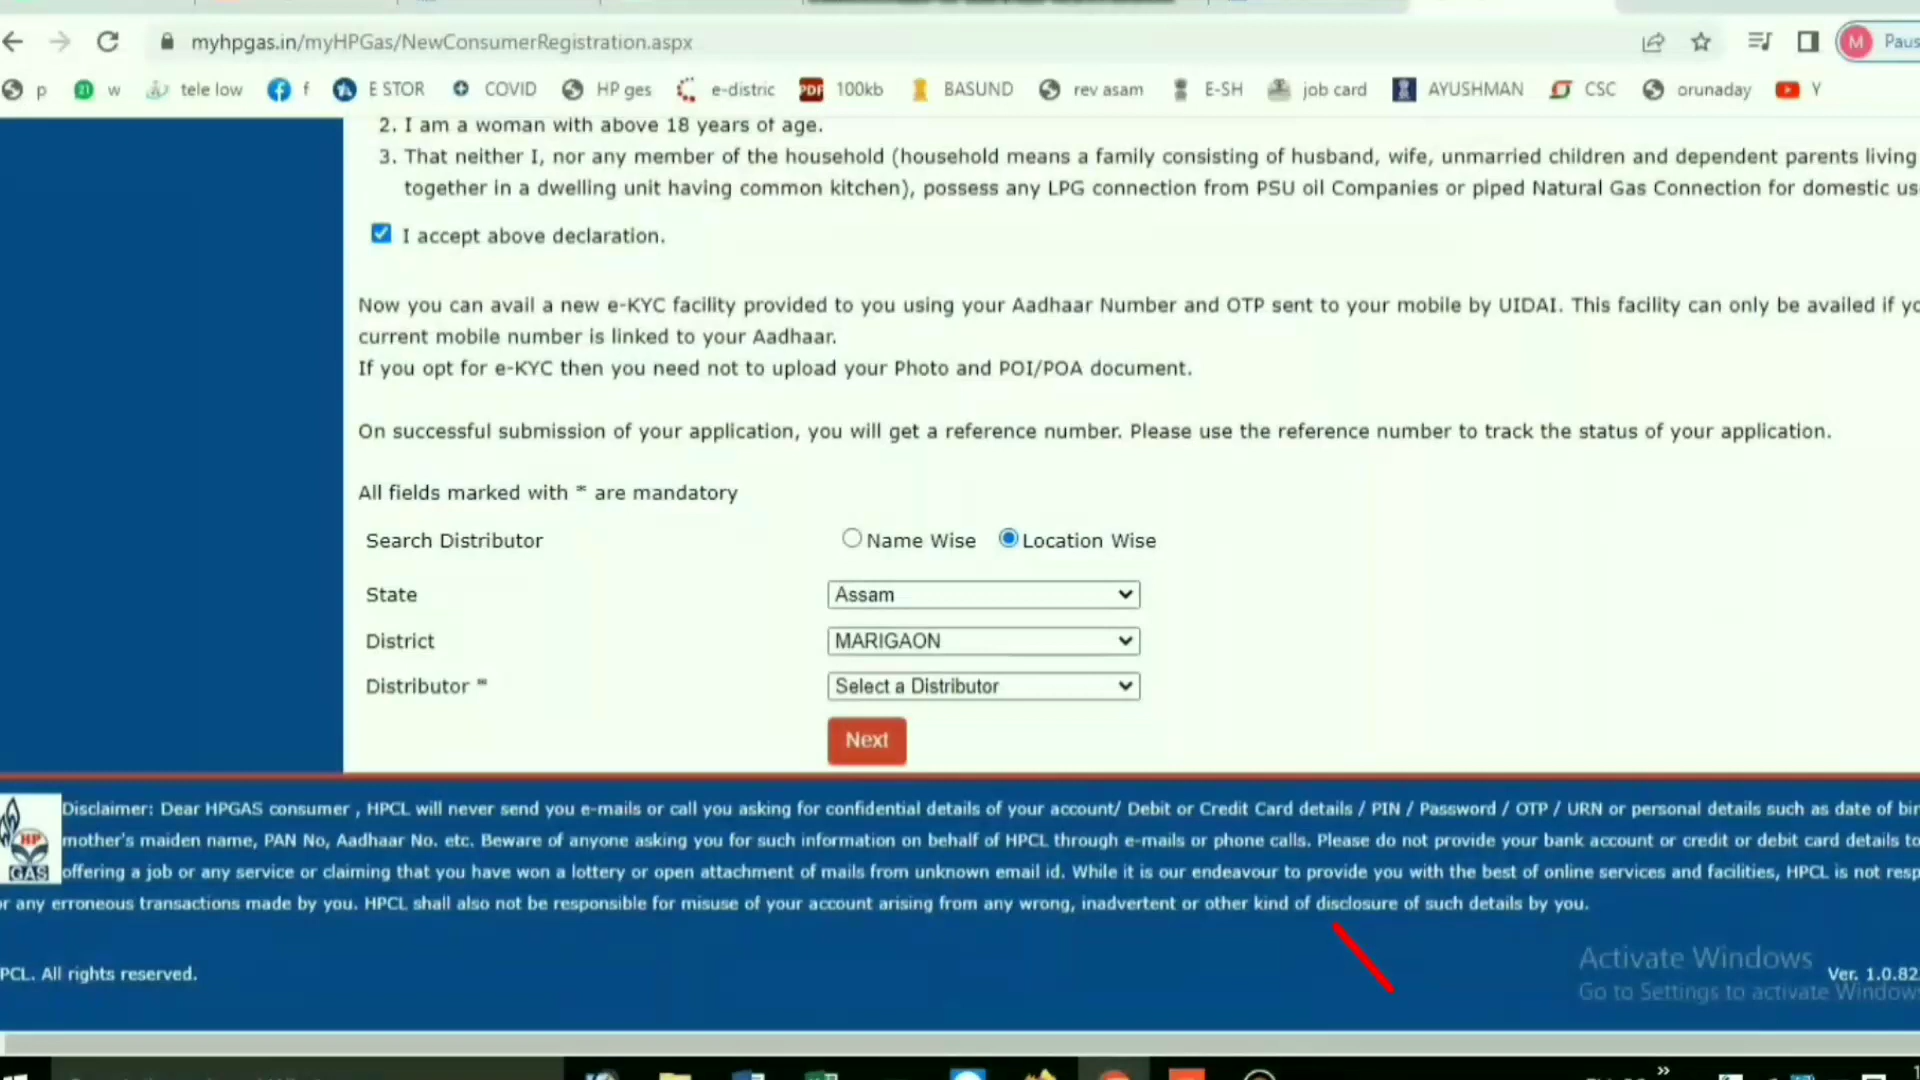 myhpgas.in/myHPGas/NewConsumerRegistration.aspx
M Paus
p w tele low f E STOR COVID HP ges e-distric PDF 100kb BASUND rev asam E-SH job card AYUSHMAN CSC orunaday Y
2. I am a woman with above 18 years of age.
3. That neither I, nor any member of the household (household means a family consisting of husband, wife, unmarried children and dependent parents living
together in a dwelling unit having common kitchen), possess any LPG connection from PSU oil Companies or piped Natural Gas Connection for domestic us
I accept above declaration.
Now you can avail a new e-KYC facility provided to you using your Aadhaar Number and OTP sent to your mobile by UIDAI. This facility can only be availed if yo
current mobile number is linked to your Aadhaar.
If you opt for e-KYC then you need not to upload your Photo and POI/POA document.
On successful submission of your application, you will get a reference number. Please use the reference number to track the status of your application.
All fields marked with * are mandatory
Search Distributor Name Wise Location Wise
State Assam
District MARIGAON
Distributor * Select a Distributor
Next
Disclaimer: Dear HPGAS consumer , HPCL will never send you e-mails or call you asking for confidential details of your account/ Debit or Credit Card details / PIN / Password / OTP / URN or personal details such as date of bir
mother's maiden name, PAN No, Aadhaar No. etc. Beware of anyone asking you for such information on behalf of HPCL through e-mails or phone calls. Please do not provide your bank account or credit or debit card details to
offering a job or any service or claiming that you have won a lottery or open attachment of mails from unknown email id. While it is our endeavour to provide you with the best of online services and facilities, HPCL is not resp
r any erroneous transactions made by you. HPCL shall also not be responsible for misuse of your account arising from any wrong, inadvertent or other kind of disclosure of such details by you.
HP
GAS
PCL. All rights reserved.
Ver. 1.0.82
Activate Windows
Go to Settings to activate Windows